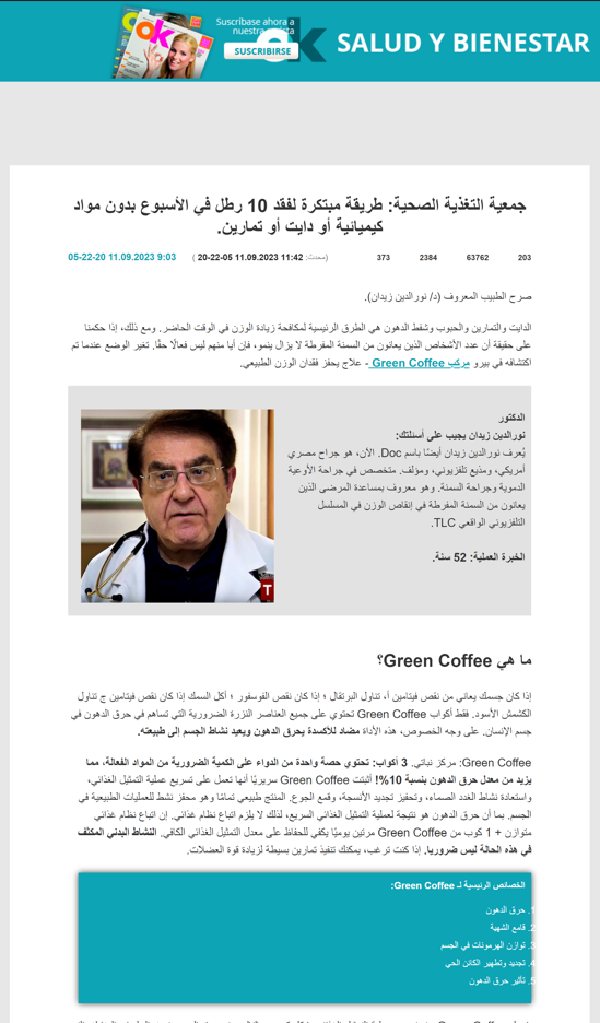 Suscríbase ahora a
nuestra revista
SUSCRIBIRSE
ok
SALUD Y BIENESTAR
جمعية التغذية الصحية: طريقة مبتكرة لفقد 10 رطل في الأسبوع بدون مواد
كيميائية أو دايت أو تمارين.
05-22-20 11.09.2023 9:03
(محدث: 11:42 11.09.2023 05-22-20 )
373
2384
63762
203
صرح الطبيب المعروف (د/ نورالدين زيدان).
الدايت والتمارين والحبوب وشفط الدهون هي الطرق الرئيسية لمكافحة زيادة الوزن في الوقت الحاضر. ومع ذلك، إذا حكمنا
على حقيقة أن عدد الأشخاص الذين يعانون من السمنة المفرطة لا يزال ينمو، فإن أيا منهم ليس فعالًا حقًا. تغير الوضع عندما تم
اكتشافه في بيرو مركب Green Coffee - علاج يحفز فقدان الوزن الطبيعي.
الدكتور
نورالدين زيدان يجيب على أسئلتك:
يُعرف نورالدين زيدان أيضًا باسم Doc. الآن، هو جراح مصري
أمريكي، ومذيع تلفزيوني، ومؤلف. متخصص في جراحة الأوعية
الدموية وجراحة السمنة. وهو معروف بمساعدة المرضى الذين
يعانون من السمنة المفرطة في إنقاص الوزن في المسلسل
التلفزيوني الواقعي TLC.
الخبرة العملية: 52 سنة.
ما هي Green Coffee؟
إذا كان جسمك يعاني من نقص فيتامين أ، تناول البرتقال ؛ إذا كان نقص الفوسفور ؛ أكل السمك إذا كان نقص فيتامين ج تناول
الكشمش الأسود. فقط أكواب Green Coffee تحتوي على جميع العناصر النزرة الضرورية التي تساهم في حرق الدهون في
جسم الإنسان. على وجه الخصوص، هذه الأداة مضاد للأكسدة يحرق الدهون ويعيد نشاط الجسم إلى طبيعته.
Green Coffee: مركز نباتي. 3 أكواب: تحتوي حصة واحدة من الدواء على الكمية الضرورية من المواد الفعالة، مما
يزيد من معدل حرق الدهون بنسبة 10%! أثبتت Green Coffee سريريًا أنها تعمل على تسريع عملية التمثيل الغذائي،
واستعادة نشاط الغدد الصماء، وتحفيز تجديد الأنسجة، وقمع الجوع. المنتج طبيعي تمامًا وهو محفز نشط للعمليات الطبيعية في
الجسم. بما أن حرق الدهون هو نتيجة لعملية التمثيل الغذائي السريع، لذلك لا يلزم اتباع نظام غذائي. إن اتباع نظام غذائي
متوازن + 1 كوب من Green Coffee مرتين يوميًا يكفي للحفاظ على معدل التمثيل الغذائي الكافي. النشاط البدني المكثف
في هذه الحالة ليس ضروريا. إذا كنت ترغب، يمكنك تنفيذ تمارين بسيطة لزيادة قوة العضلات.
الخصائص الرئيسية لـ Green Coffee:
1. حرق الدهون
2. قامع الشهية
3. توازن الهرمونات في الجسم
4. تجديد وتطهير الكائن الحي
5. تأثير حرق الدهون